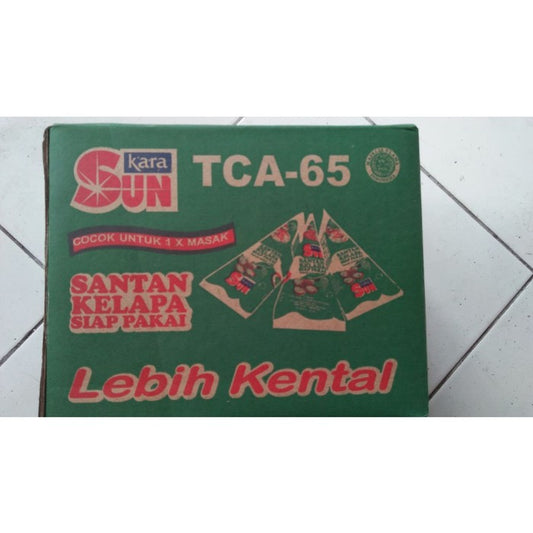 kara
SUN
TCA-65
COCOK UNTUK 1 X MASAK
SANTAN
KELAPA
SIAP PAKAI
Lebih Kental